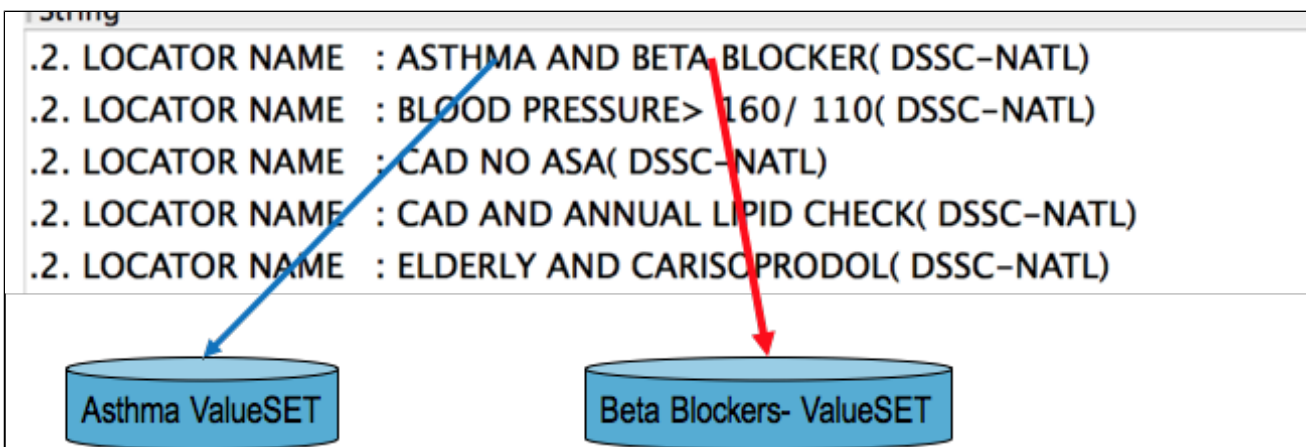 String
.2. LOCATOR NAME : ASTHMA AND BETA BLOCKER( DSSC-NATL)
.2. LOCATOR NAME : BLOOD PRESSURE> 160/ 110( DSSC-NATL)
.2. LOCATOR NAME : CAD NO ASA( DSSC-NATL)
.2. LOCATOR NAME : CAD AND ANNUAL LIPID CHECK( DSSC-NATL)
.2. LOCATOR NAME : ELDERLY AND CARISOPRODOL( DSSC-NATL)
Asthma ValueSET
Beta Blockers- ValueSET